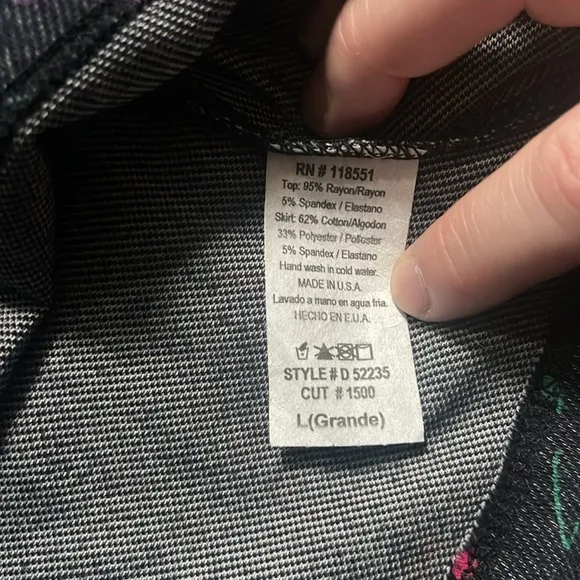 RN # 118551
Top: 95% Rayon/Rayon
5% Spandex / Elastano
Skirt: 62% Cotton/Algodon
33% Polyester / Poliester
5% Spandex / Elastano
Hand wash in cold water.
MADE IN U.S.A.
Lavado a mano en agua fria.
HECHO EN E.U.A.
STYLE # D 52235
CUT # 1500
L(Grande)